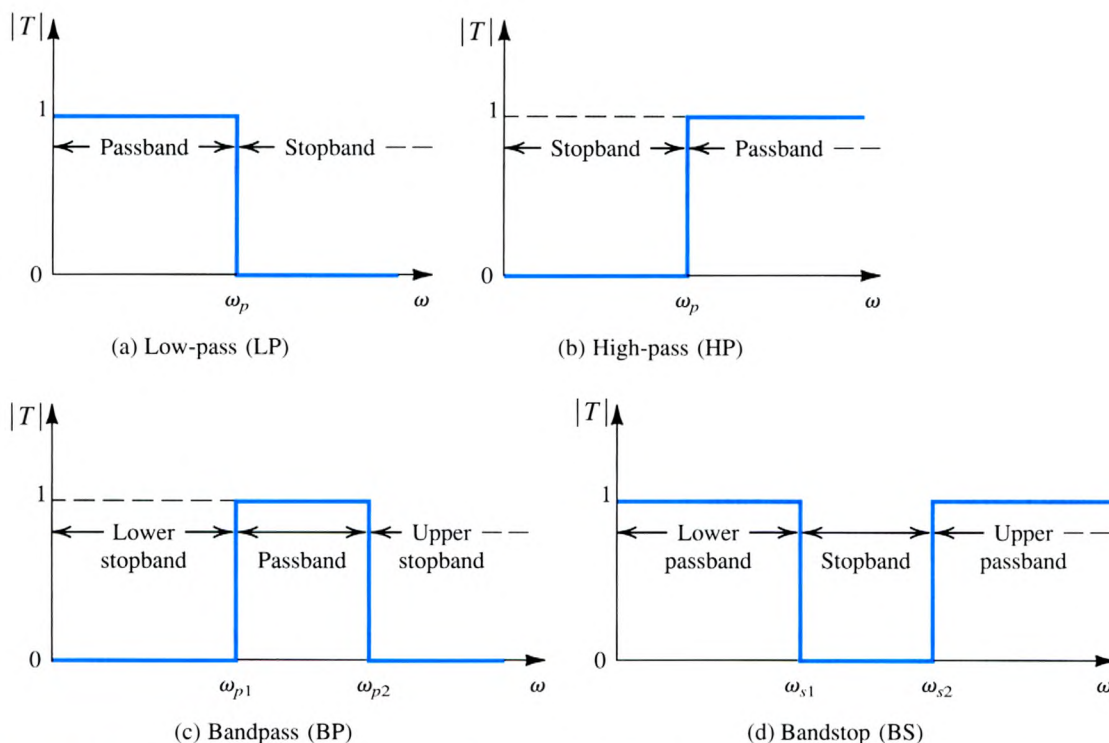 |T|
1
Passband
Stopband
0
ω_p
ω
(a) Low-pass (LP)
|T|
1
Stopband
Passband
0
ω_p
ω
(b) High-pass (HP)
|T|
1
Lower
stopband
Passband
Upper
stopband
0
ω_p1
ω_p2
ω
(c) Bandpass (BP)
|T|
1
Lower
passband
Stopband
Upper
passband
0
ω_s1
ω_s2
ω
(d) Bandstop (BS)